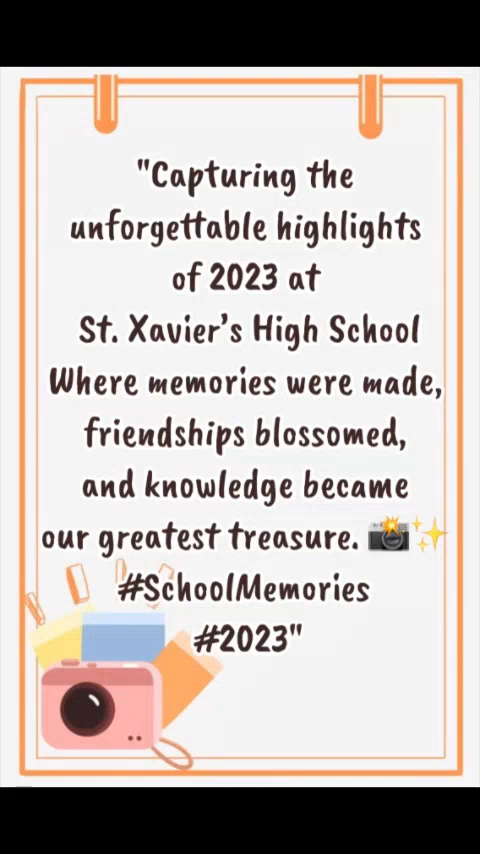 "Capturing the
unforgettable highlights
of 2023 at
St. Xavier's High School
Where memories were made,
friendships blossomed,
and knowledge became
our greatest treasure. 📸✨
#SchoolMemories
#2023"